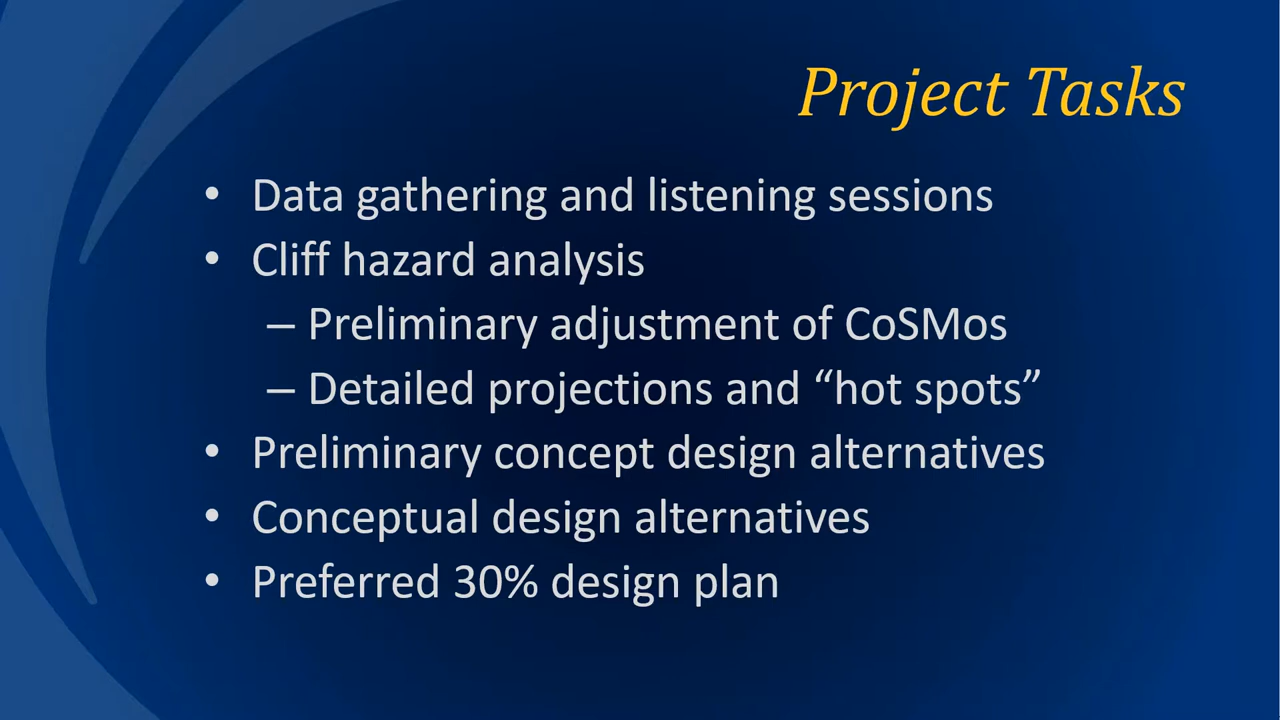 Project Tasks
• Data gathering and listening sessions
• Cliff hazard analysis
– Preliminary adjustment of CoSMos
– Detailed projections and “hot spots”
• Preliminary concept design alternatives
• Conceptual design alternatives
• Preferred 30% design plan